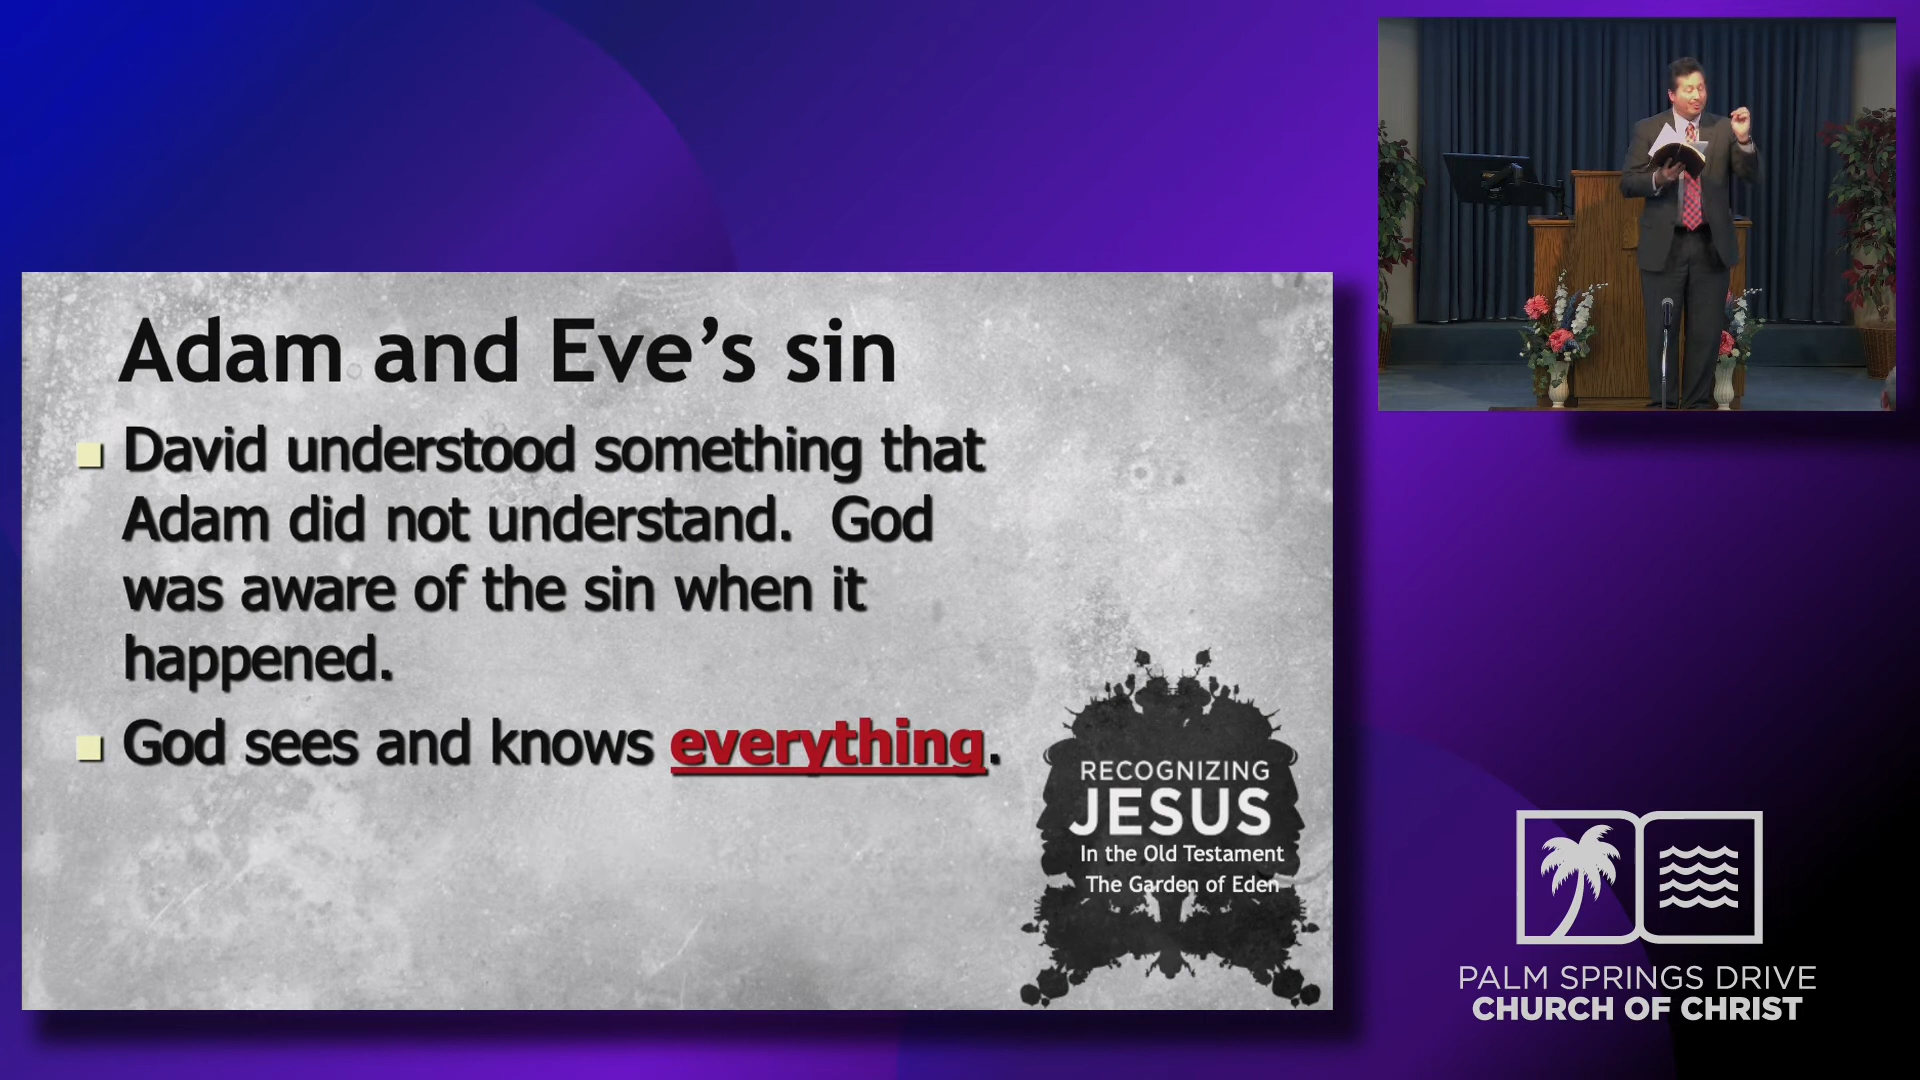 Adam and Eve’s sin
David understood something that
Adam did not understand.  God
was aware of the sin when it
happened.
God sees and knows everything.
RECOGNIZING
JESUS
In the Old Testament
The Garden of Eden
PALM SPRINGS DRIVE
CHURCH OF CHRIST